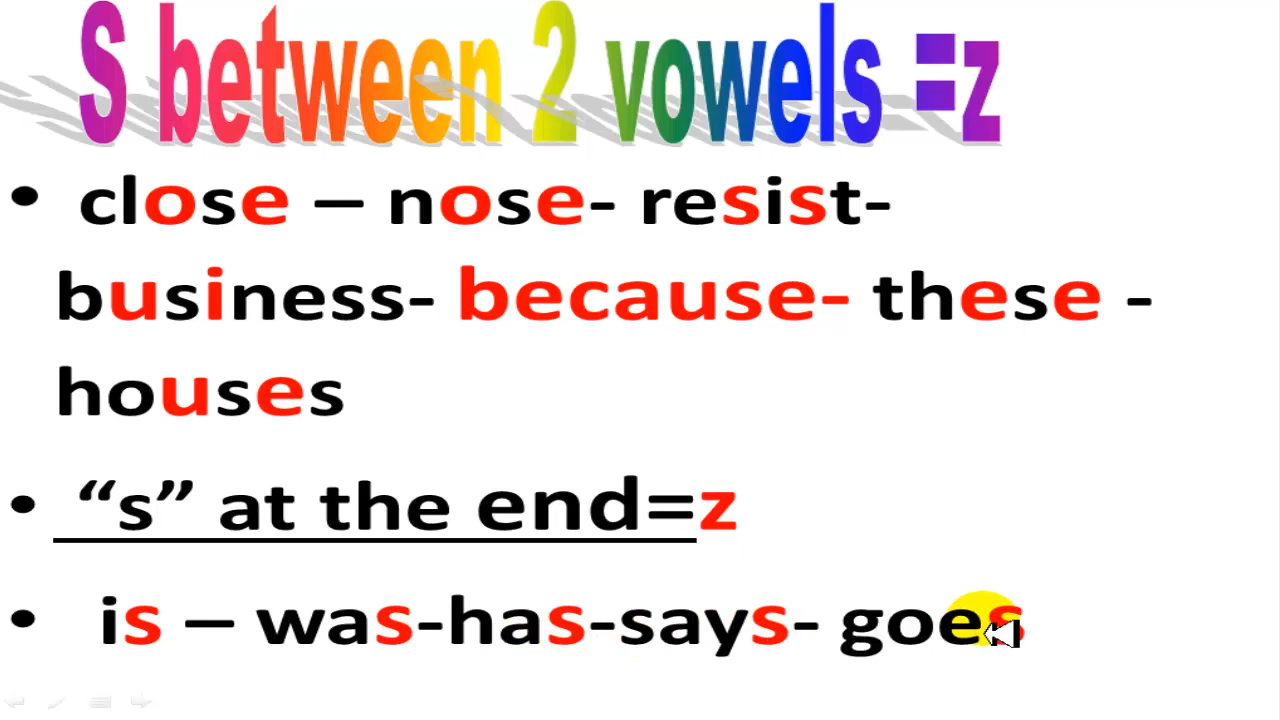 S between 2 vowels =z
• close – nose- resist-
business- because- these -
houses
• “s” at the end=z
• is – was-has-says- goes